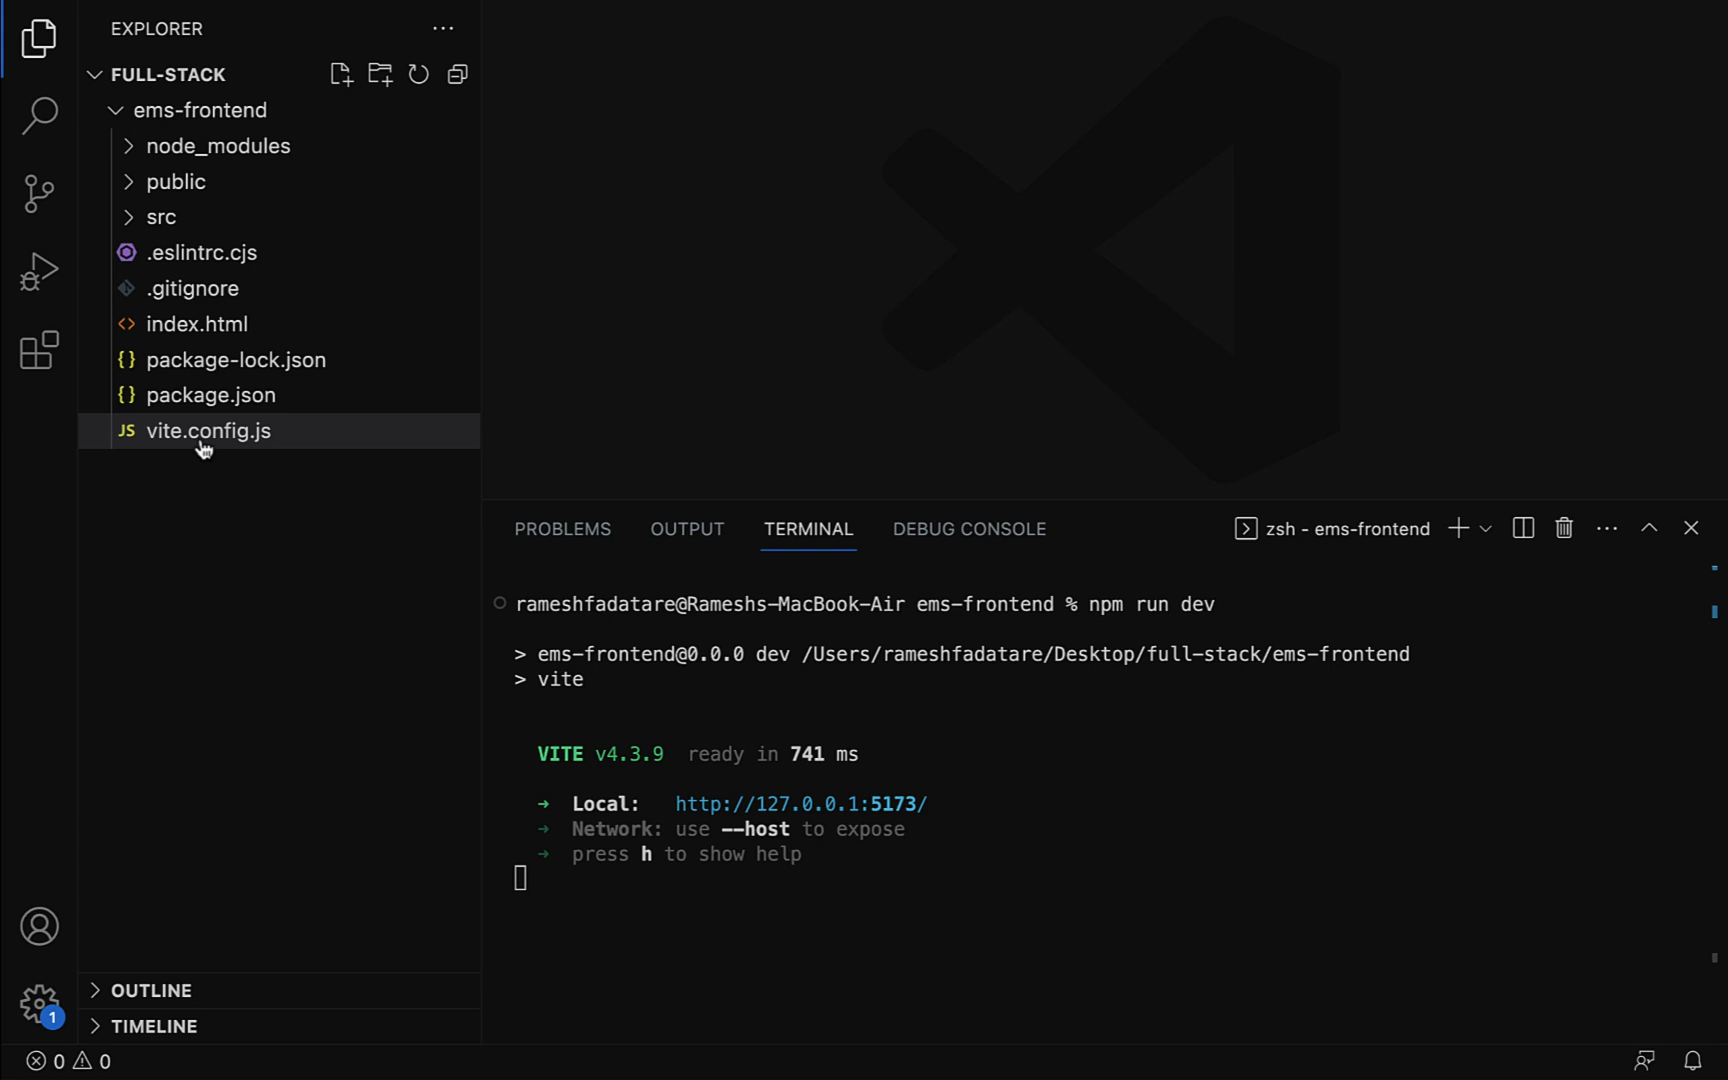 EXPLORER
FULL-STACK
ems-frontend
node_modules
public
src
.eslintrc.cjs
.gitignore
<> index.html
{} package-lock.json
{} package.json
JS vite.config.js
OUTLINE
TIMELINE
1
0 0
PROBLEMS OUTPUT TERMINAL DEBUG CONSOLE zsh - ems-frontend
rameshfadatare@Rameshs-MacBook-Air ems-frontend % npm run dev
> ems-frontend@0.0.0 dev /Users/rameshfadatare/Desktop/full-stack/ems-frontend
> vite
VITE v4.3.9 ready in 741 ms
➜ Local: http://127.0.0.1:5173/
➜ Network: use --host to expose
➜ press h to show help